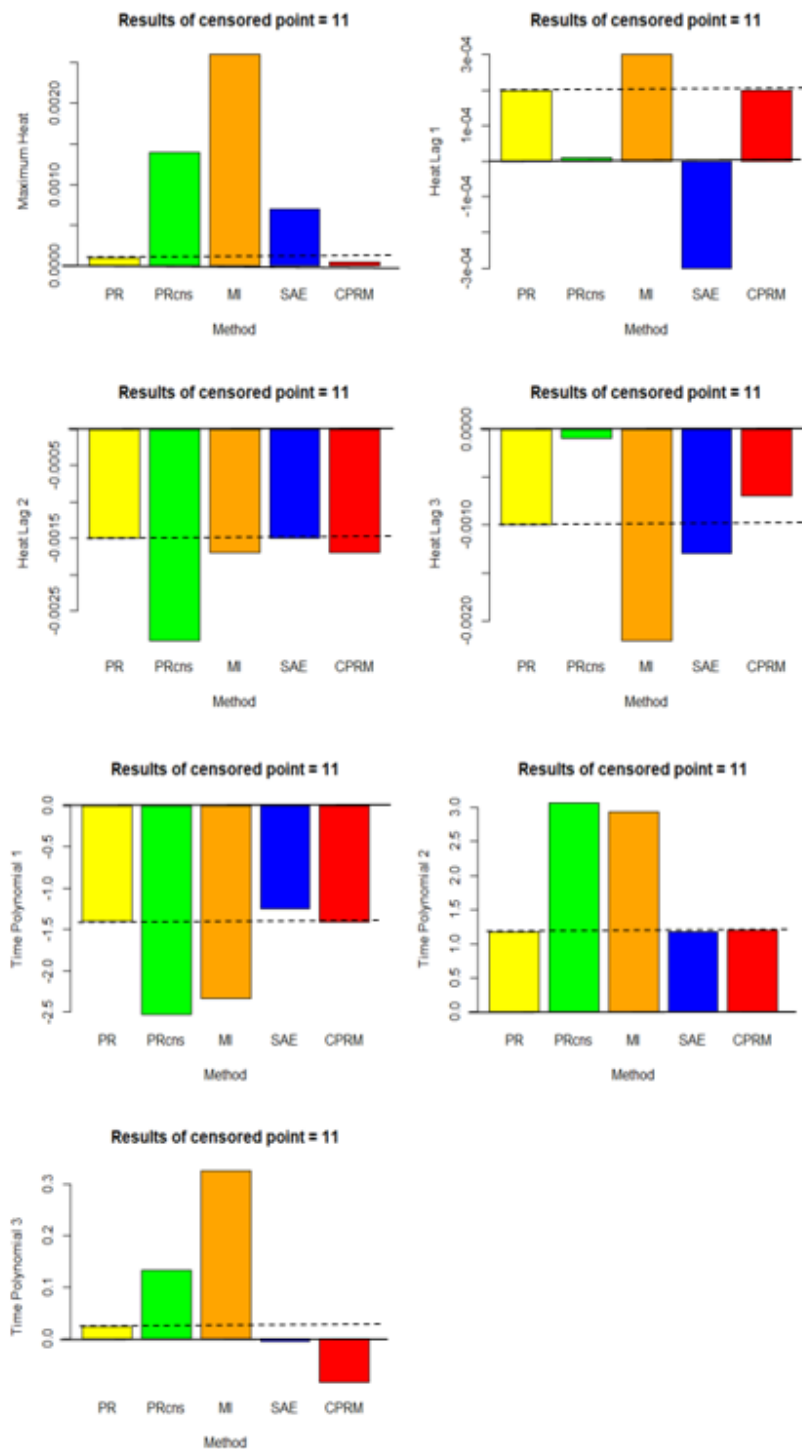 Results of censored point = 11
Maximum Heat
0.0020
0.0010
0.0000
PR PRcns MI SAE CPRM
Method
Results of censored point = 11
Heat Lag 1
3e-04
1e-04
-1e-04
-3e-04
PR PRcns MI SAE CPRM
Method
Results of censored point = 11
Heat Lag 2
-0.0005
-0.0015
-0.0025
PR PRcns MI SAE CPRM
Method
Results of censored point = 11
Heat Lag 3
0.0000
-0.0010
-0.0020
PR PRcns MI SAE CPRM
Method
Results of censored point = 11
Time Polynomial 1
0.0
-0.5
-1.0
-1.5
-2.0
-2.5
PR PRcns MI SAE CPRM
Method
Results of censored point = 11
Time Polynomial 2
3.0
2.5
2.0
1.5
1.0
0.5
0.0
PR PRcns MI SAE CPRM
Method
Results of censored point = 11
Time Polynomial 3
0.3
0.2
0.1
0.0
PR PRcns MI SAE CPRM
Method